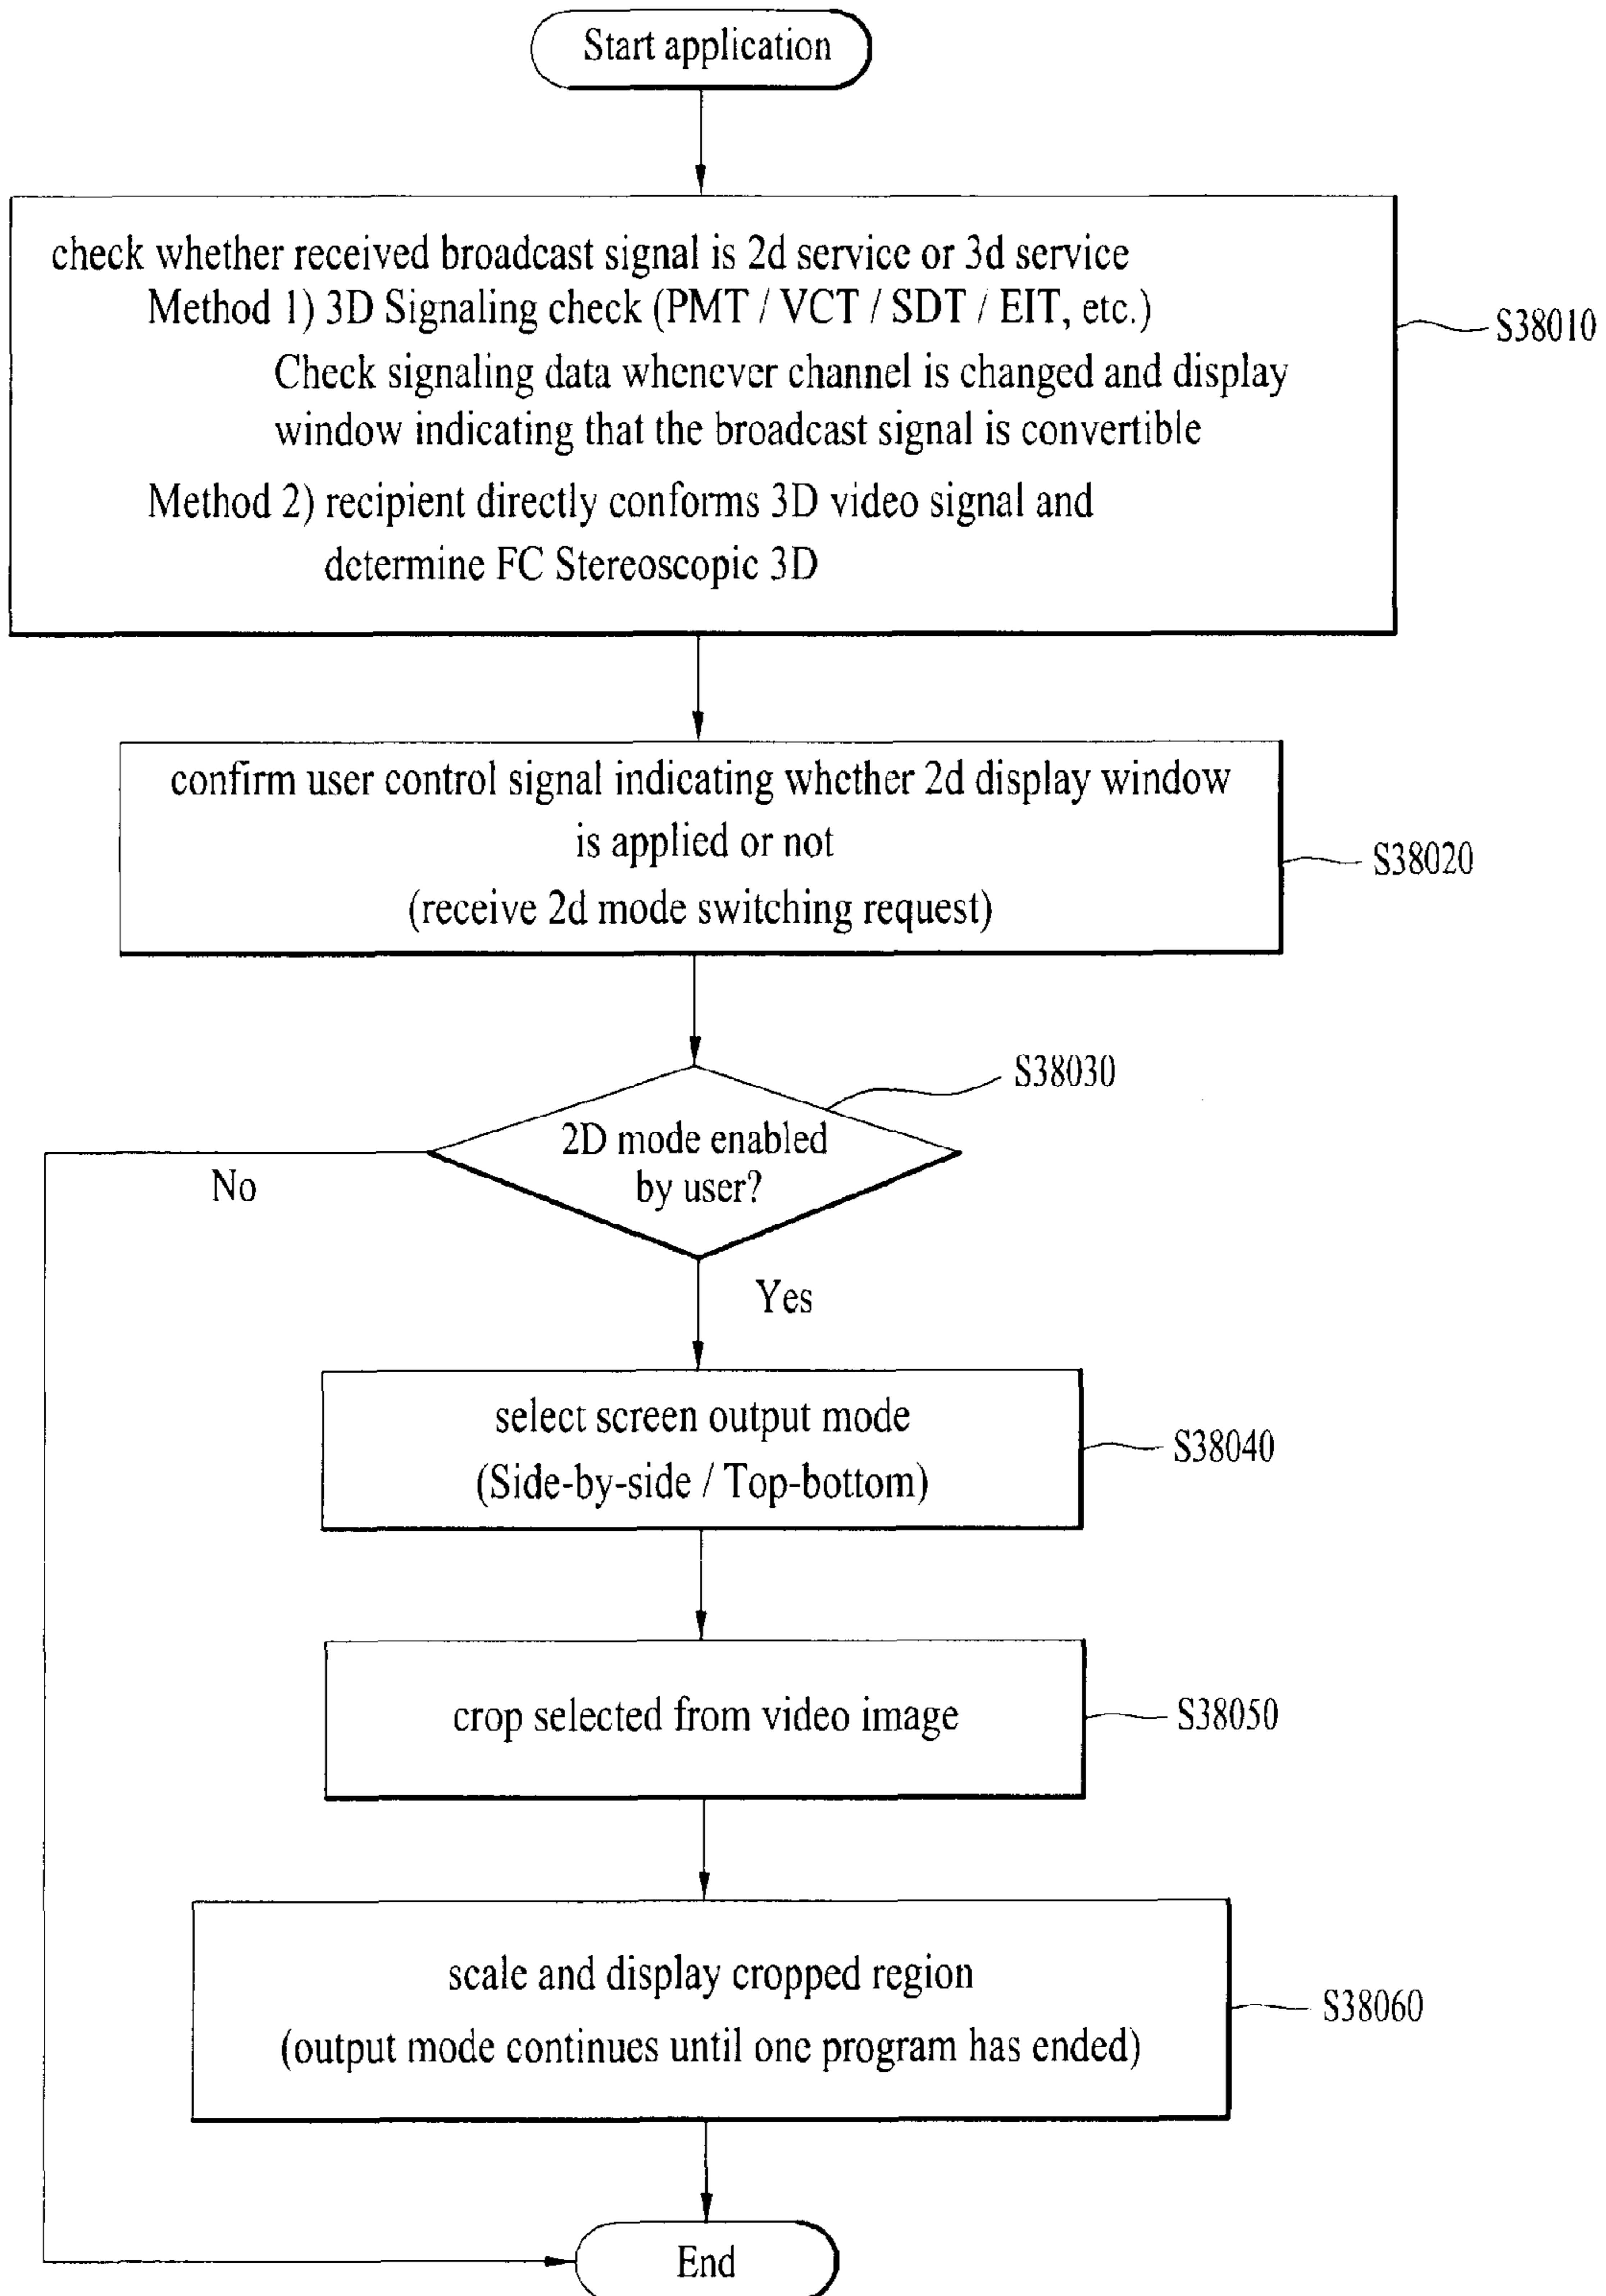 Start application
check whether received broadcast signal is 2d service or 3d service
Method 1) 3D Signaling check (PMT / VCT / SDT / EIT, etc.)
Check signaling data whenever channel is changed and display
window indicating that the broadcast signal is convertible
Method 2) recipient directly conforms 3D video signal and
determine FC Stereoscopic 3D
S38010
confirm user control signal indicating whether 2d display window
is applied or not
(receive 2d mode switching request)
S38020
S38030
2D mode enabled
by user?
No
Yes
select screen output mode
(Side-by-side / Top-bottom)
S38040
crop selected from video image
S38050
scale and display cropped region
(output mode continues until one program has ended)
S38060
End